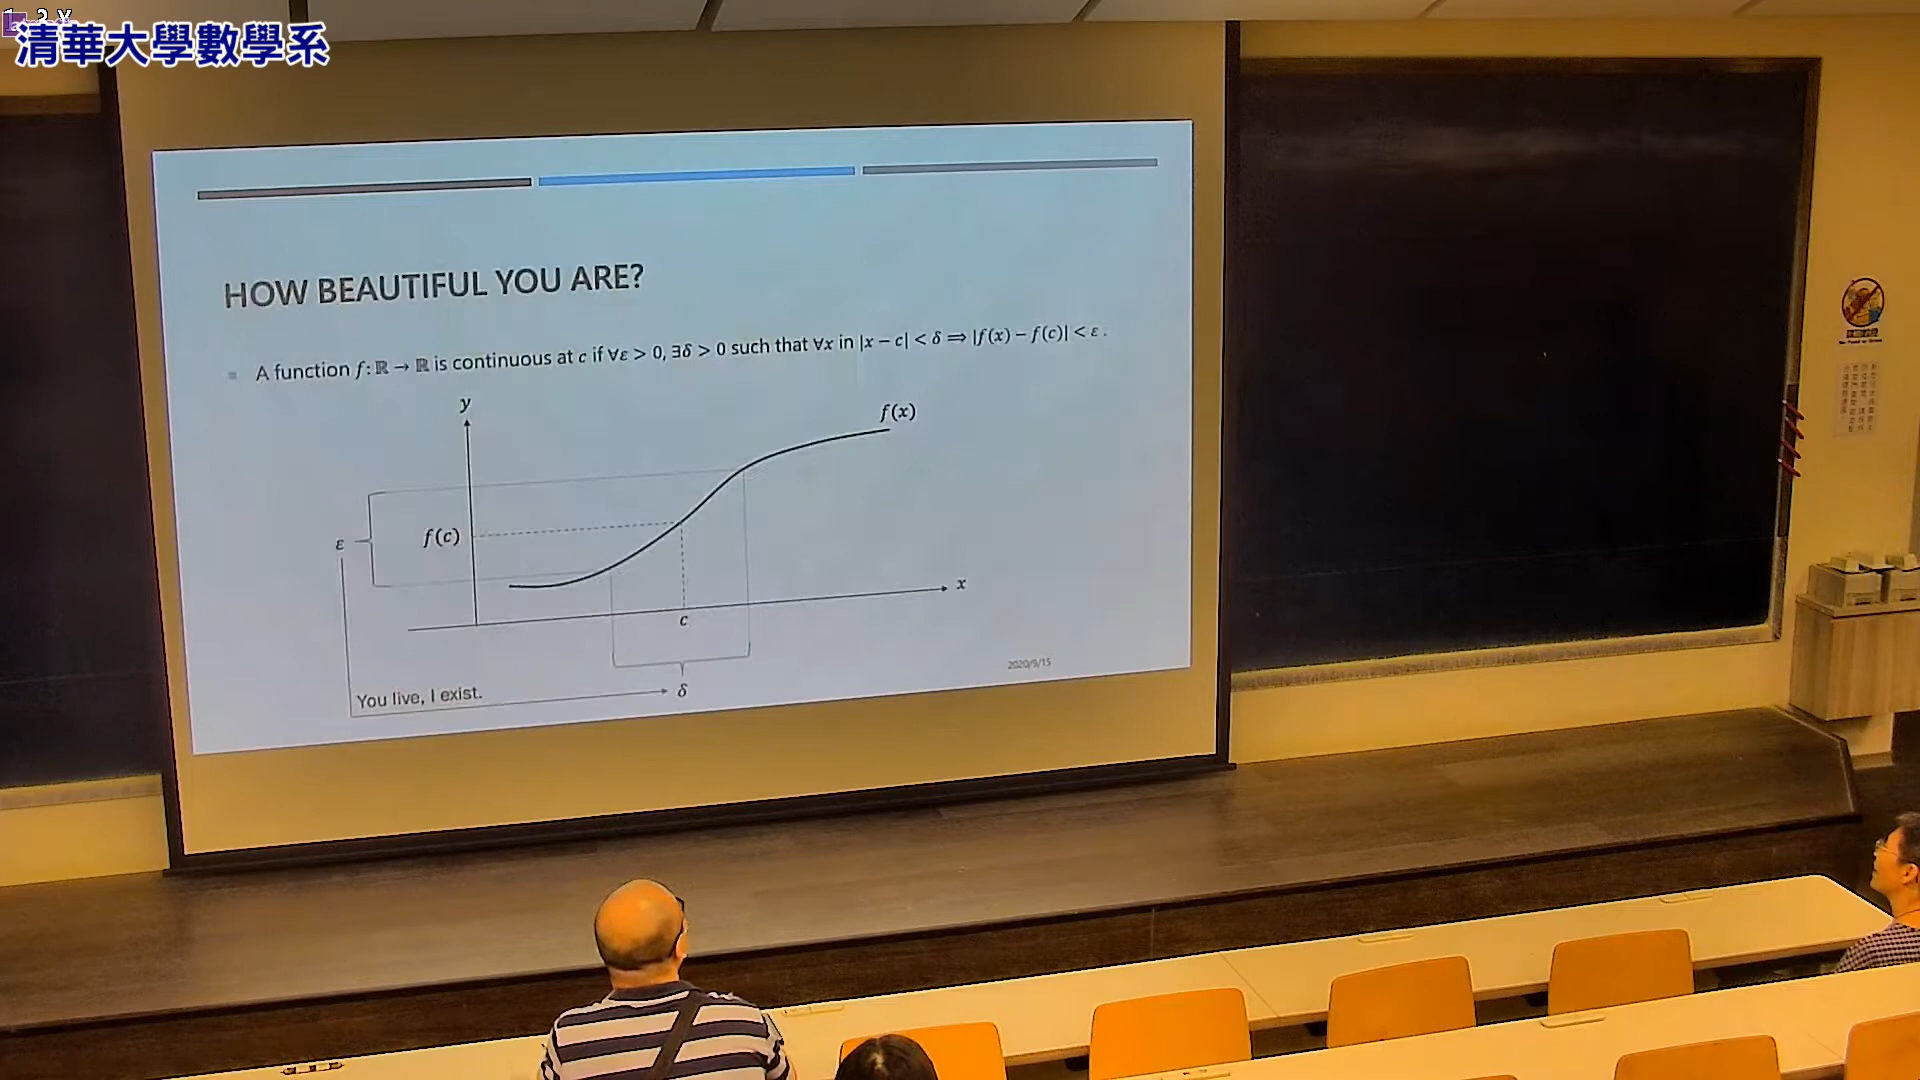 清華大學數學系
HOW BEAUTIFUL YOU ARE?
A function f: ℝ → ℝ is continuous at c if ∀ε > 0, ∃δ > 0 such that ∀x in |x − c| < δ ⟹ |f(x) − f(c)| < ε .
y
f(x)
f(c)
ε
x
c
2020/9/15
You live, I exist.
δ